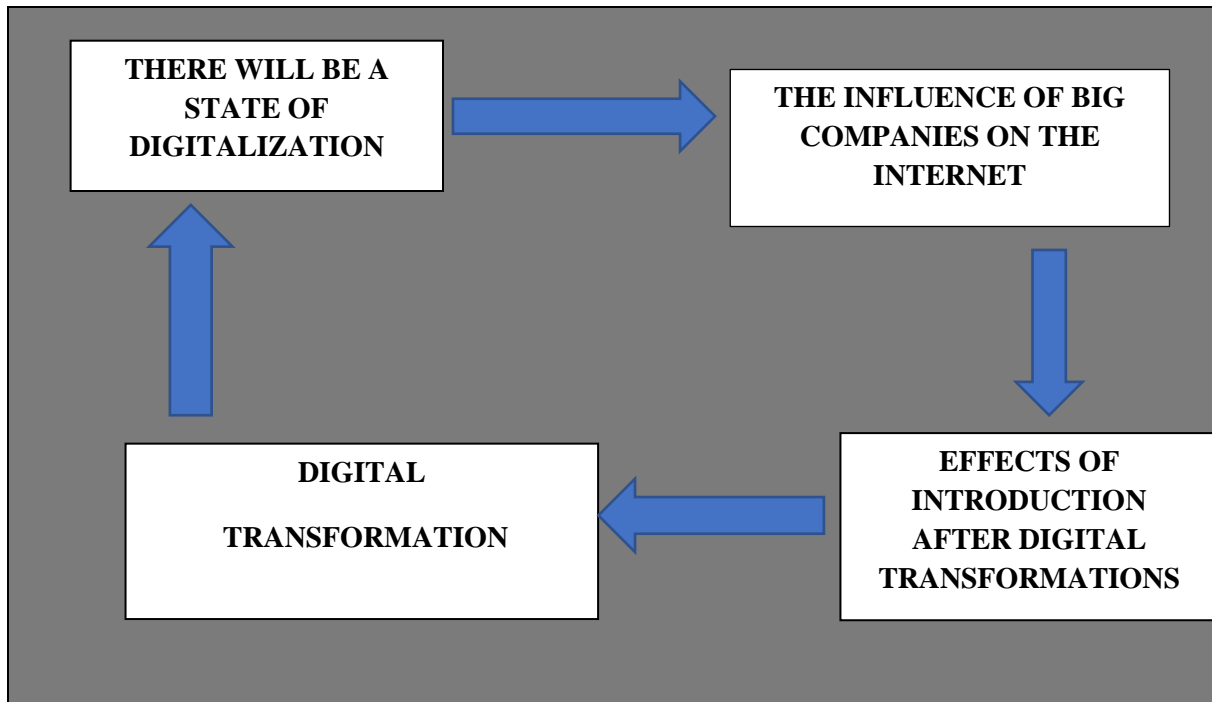 THERE WILL BE A
STATE OF
DIGITALIZATION
THE INFLUENCE OF BIG
COMPANIES ON THE
INTERNET
EFFECTS OF
INTRODUCTION
AFTER DIGITAL
TRANSFORMATIONS
DIGITAL
TRANSFORMATION